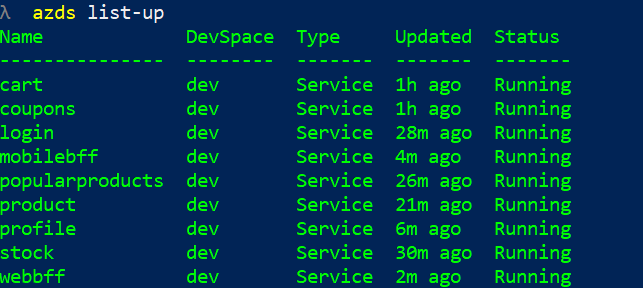 λ  azds list-up
Name             DevSpace  Type     Updated  Status
---------------  --------  -------  -------  -------
cart             dev       Service  1h ago   Running
coupons          dev       Service  1h ago   Running
login            dev       Service  28m ago  Running
mobilebff        dev       Service  4m ago   Running
popularproducts  dev       Service  26m ago  Running
product          dev       Service  21m ago  Running
profile          dev       Service  6m ago   Running
stock            dev       Service  30m ago  Running
webbff           dev       Service  2m ago   Running